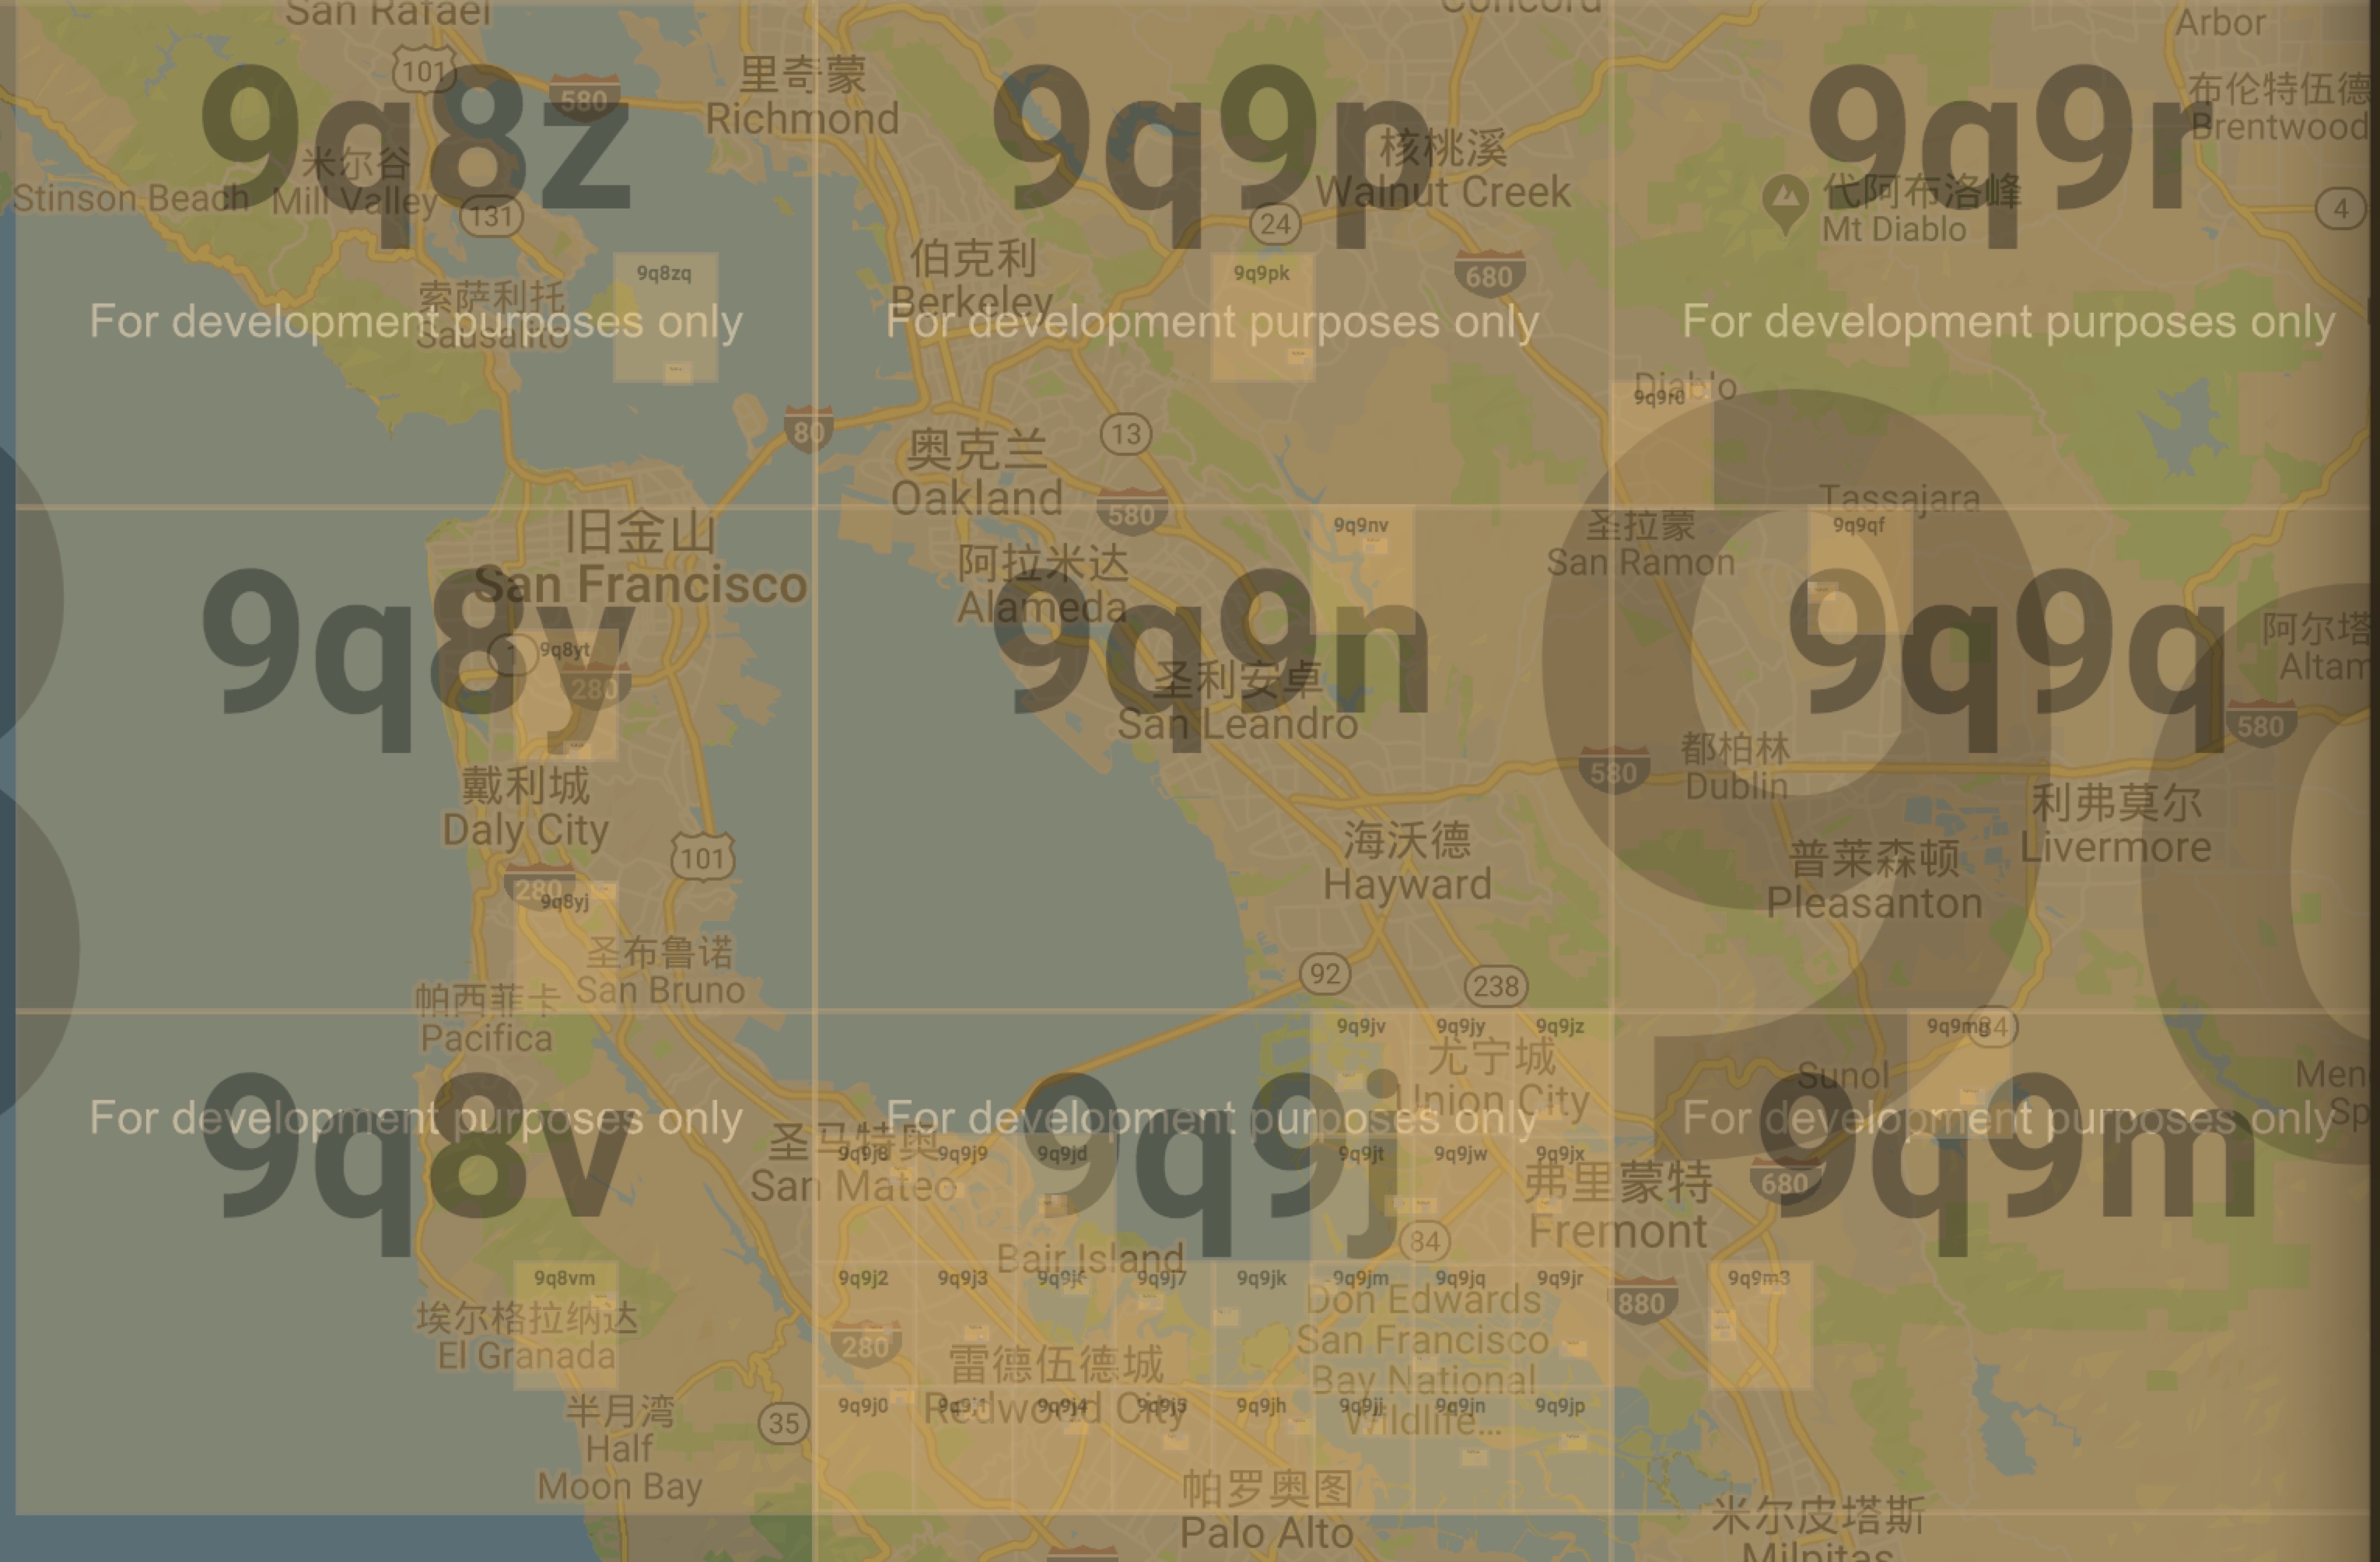 San Rafael
Concord
Arbor
101
580
里奇蒙
Richmond
布伦特伍德
Brentwood
9q8z
9q9p
9q9r
米尔谷
Mill Valley
Stinson Beach
131
核桃溪
Walnut Creek
24
代阿布洛峰
Mt Diablo
4
伯克利
Berkeley
680
9q8zq
9q9pk
索萨利托
Sausalito
For development purposes only
For development purposes only
For development purposes only
Diablo
9q9r0
80
13
奥克兰
Oakland
580
Tassajara
旧金山
San Francisco
9q9nv
圣拉蒙
San Ramon
9q9qf
阿拉米达
Alameda
9q8y
9q9n
9q9q
9
1
9q8yt
280
圣利安卓
San Leandro
阿尔塔
Altam
580
580
都柏林
Dublin
戴利城
Daly City
利弗莫尔
Livermore
101
海沃德
Hayward
普莱森顿
Pleasanton
280
9q8yj
圣布鲁诺
San Bruno
92
238
帕西菲卡
Pacifica
9q9jv
9q9jy
9q9jz
尤宁城
Union City
84
Sunol
Men
Sp
9q8v
9q9j
9q9m
For development purposes only
For development purposes only
For development purposes only
圣马特奥
San Mateo
9q9j8
9q9j9
9q9jd
9q9jt
9q9jw
9q9jx
弗里蒙特
Fremont
680
84
Bair Island
9q8vm
9q9j2
9q9j3
9q9j7
9q9jk
9q9jm
9q9jq
9q9jr
9q9m3
埃尔格拉纳达
El Granada
280
Don Edwards
San Francisco
Bay National
Wildlife...
880
雷德伍德城
Redwood City
9q9j0
9q9j1
9q9j4
9q9j5
9q9jh
9q9jj
9q9jn
9q9jp
半月湾
Half
Moon Bay
35
帕罗奥图
Palo Alto
米尔皮塔斯
Milpitas